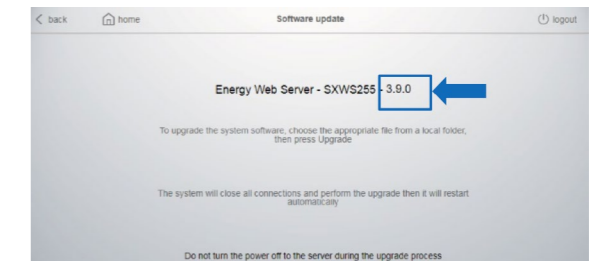 back home Software update logout
Energy Web Server - SXWS255 - 3.9.0
To upgrade the system software, choose the appropriate file from a local folder,
then press Upgrade
The system will close all connections and perform the upgrade then it will restart
automatically
Do not turn the power off to the server during the upgrade process